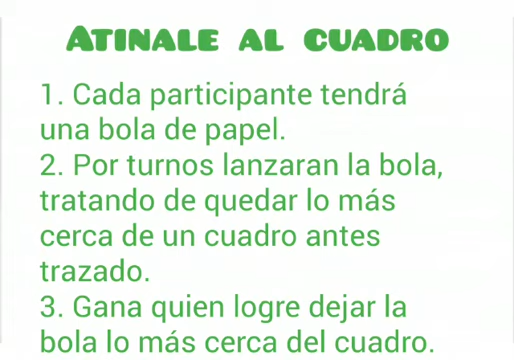 ATINALE AL CUADRO
1. Cada participante tendrá
una bola de papel.
2. Por turnos lanzaran la bola,
tratando de quedar lo más
cerca de un cuadro antes
trazado.
3. Gana quien logre dejar la
bola lo más cerca del cuadro.